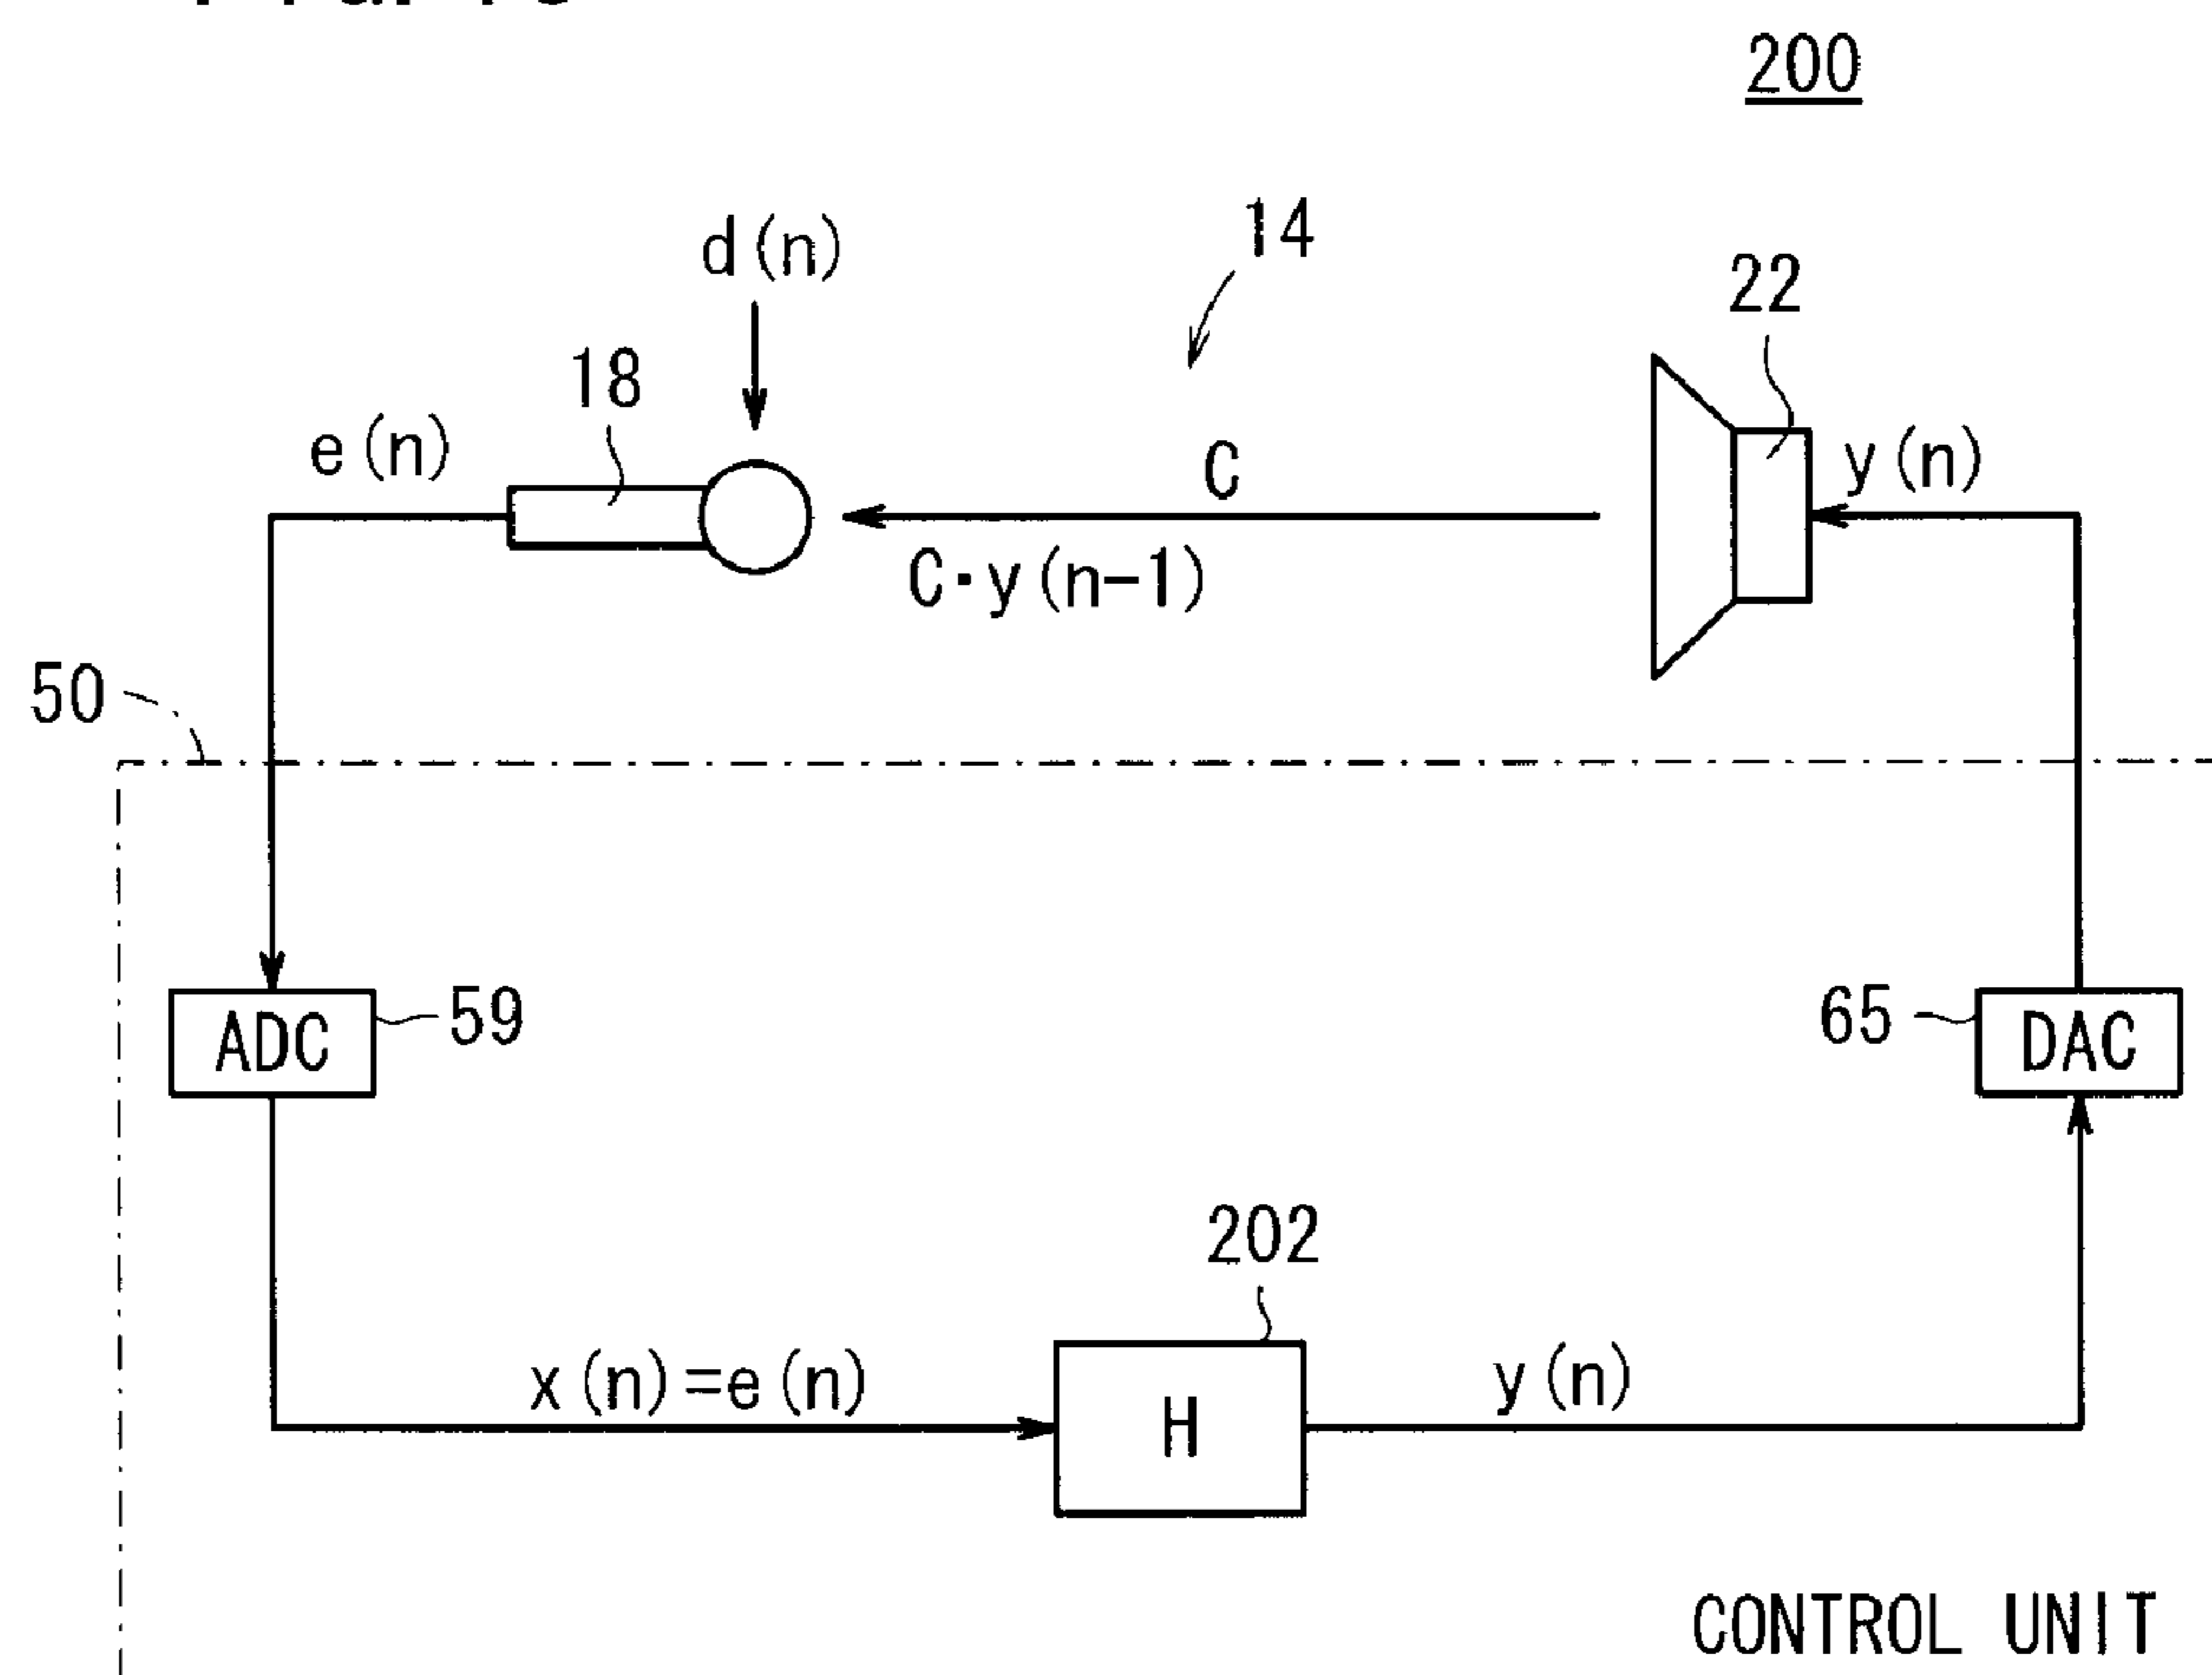 200
14
d(n)
22
18
e(n)
C
y(n)
C·y(n-1)
50
ADC
59
65
DAC
202
x(n)=e(n)
H
y(n)
CONTROL UNIT